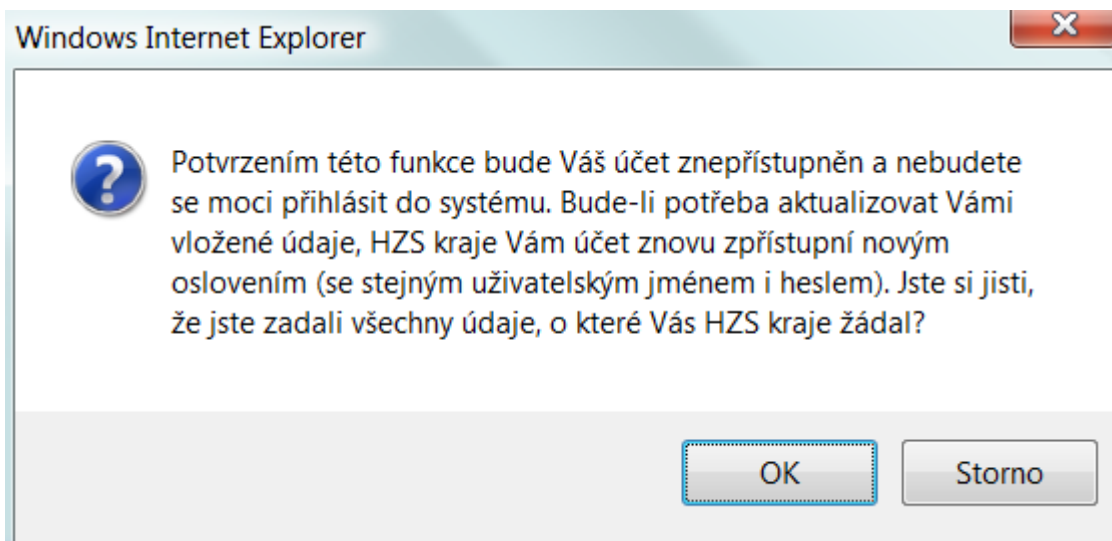 Windows Internet Explorer
Potvrzením této funkce bude Váš účet znepřístupněn a nebudete
se moci přihlásit do systému. Bude-li potřeba aktualizovat Vámi
vložené údaje, HZS kraje Vám účet znovu zpřístupní novým
oslovením (se stejným uživatelským jménem i heslem). Jste si jisti,
že jste zadali všechny údaje, o které Vás HZS kraje žádal?
OK Storno